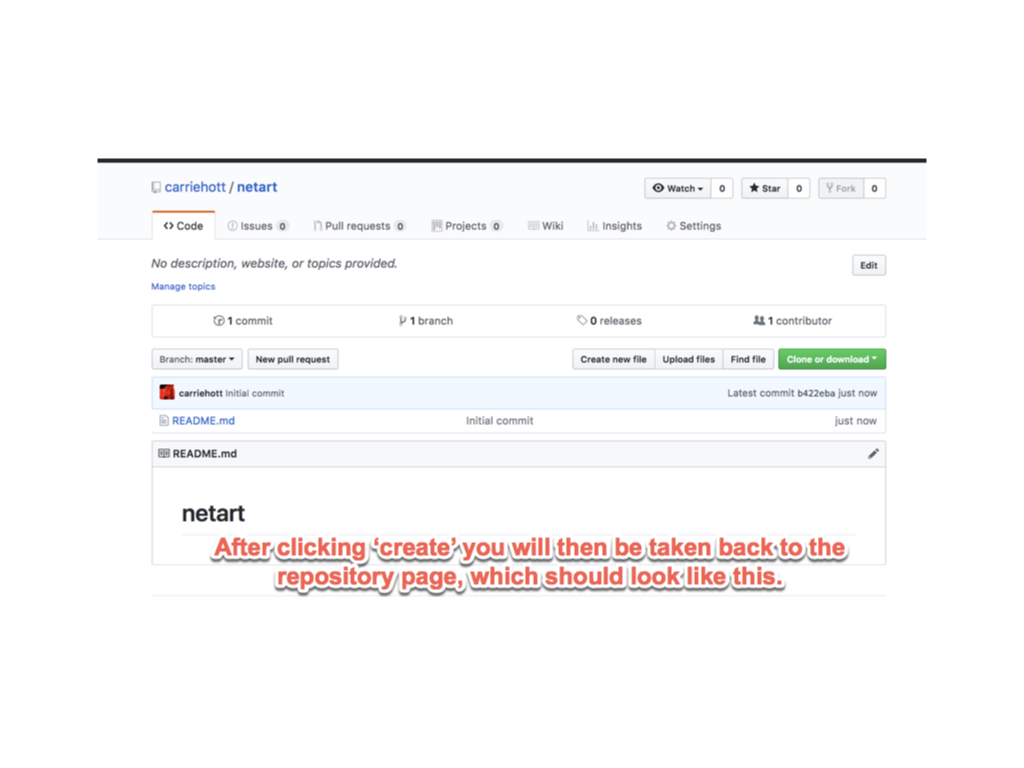 carriehott / netart
Watch 0 Star 0 Fork 0
Code Issues 0 Pull requests 0 Projects 0 Wiki Insights Settings
No description, website, or topics provided. Edit
Manage topics
1 commit 1 branch 0 releases 1 contributor
Branch: master New pull request Create new file Upload files Find file Clone or download
carriehott Initial commit Latest commit b422eba just now
README.md Initial commit just now
README.md
netart
After clicking ‘create’ you will then be taken back to the
repository page, which should look like this.